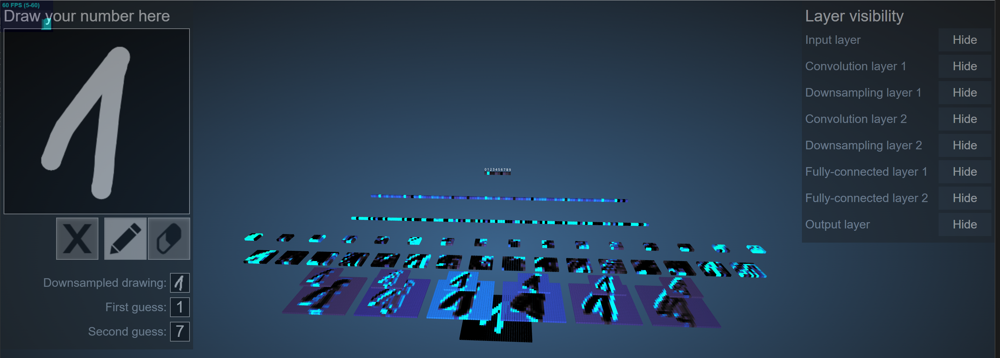 60 FPS (5-60)
Draw your number here
1
X
Downsampled drawing: 1
First guess: 1
Second guess: 7
0 1 2 3 4 5 6 7 8 9
Layer visibility
Input layer Hide
Convolution layer 1 Hide
Downsampling layer 1 Hide
Convolution layer 2 Hide
Downsampling layer 2 Hide
Fully-connected layer 1 Hide
Fully-connected layer 2 Hide
Output layer Hide